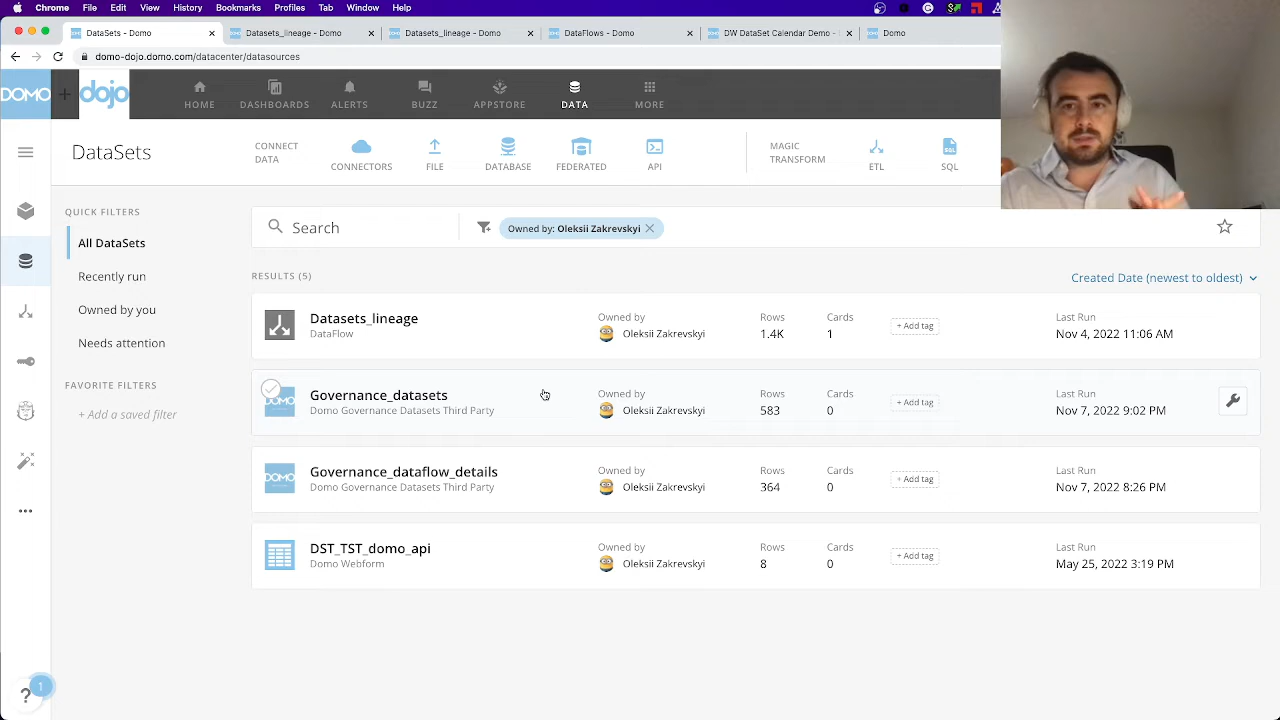 Chrome File Edit View History Bookmarks Profiles Tab Window Help
DataSets - Domo
Datasets_lineage - Domo
Datasets_lineage - Domo
DataFlows - Domo
DW DataSet Calendar Demo -
Domo
domo-dojo.domo.com/datacenter/datasources
DOMO
+
dojo
HOME
DASHBOARDS
ALERTS
BUZZ
APPSTORE
DATA
MORE
DataSets
CONNECT
DATA
CONNECTORS
FILE
DATABASE
FEDERATED
API
MAGIC
TRANSFORM
ETL
SQL
SQL
QUICK FILTERS
All DataSets
Recently run
Owned by you
Needs attention
FAVORITE FILTERS
+ Add a saved filter
Search
Owned by: Oleksii Zakrevskyi
RESULTS (5)
Created Date (newest to oldest)
Datasets_lineage
DataFlow
Owned by
Oleksii Zakrevskyi
Rows
1.4K
Cards
1
+ Add tag
Last Run
Nov 4, 2022 11:06 AM
DOMO
Governance_datasets
Domo Governance Datasets Third Party
Owned by
Oleksii Zakrevskyi
Rows
583
Cards
0
+ Add tag
Last Run
Nov 7, 2022 9:02 PM
DOMO
Governance_dataflow_details
Domo Governance Datasets Third Party
Owned by
Oleksii Zakrevskyi
Rows
364
Cards
0
+ Add tag
Last Run
Nov 7, 2022 8:26 PM
DST_TST_domo_api
Domo Webform
Owned by
Oleksii Zakrevskyi
Rows
8
Cards
0
+ Add tag
Last Run
May 25, 2022 3:19 PM
?
1